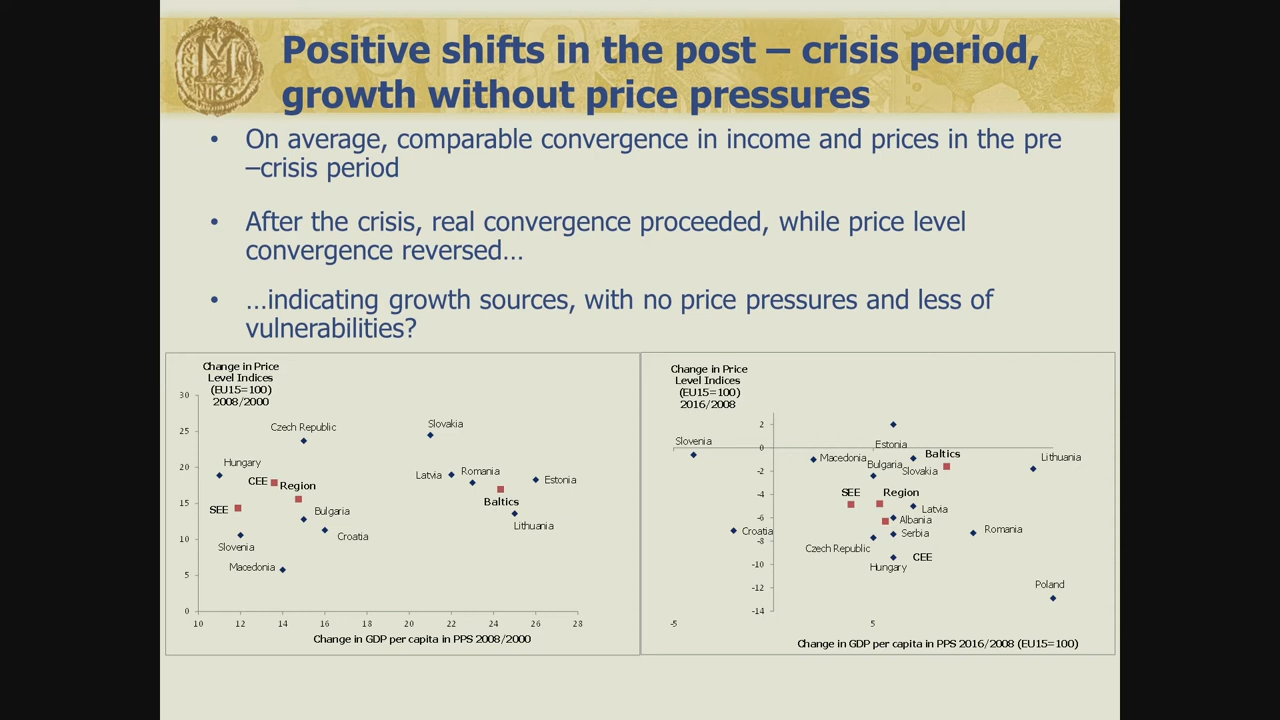 Positive shifts in the post – crisis period,
growth without price pressures
• On average, comparable convergence in income and prices in the pre
–crisis period
• After the crisis, real convergence proceeded, while price level
convergence reversed…
• …indicating growth sources, with no price pressures and less of
vulnerabilities?
Change in Price
Level Indices
(EU15=100)
2008/2000
30
25
20
15
10
5
0
10 12 14 16 18 20 22 24 26 28
Czech Republic
Slovakia
Hungary
CEE
Region
Latvia
Romania
Estonia
Baltics
SEE
Bulgaria
Lithuania
Croatia
Slovenia
Macedonia
Change in GDP per capita in PPS 2008/2000
Change in Price
Level Indices
(EU15=100)
2016/2008
2
0
-2
-4
-6
-8
-10
-12
-14
-5 5
Slovenia
Estonia
Baltics
Macedonia
Bulgaria
Slovakia
Lithuania
SEE
Region
Latvia
Albania
Croatia
Serbia
Romania
Czech Republic
CEE
Hungary
Poland
Change in GDP per capita in PPS 2016/2008 (EU15=100)
NIKO